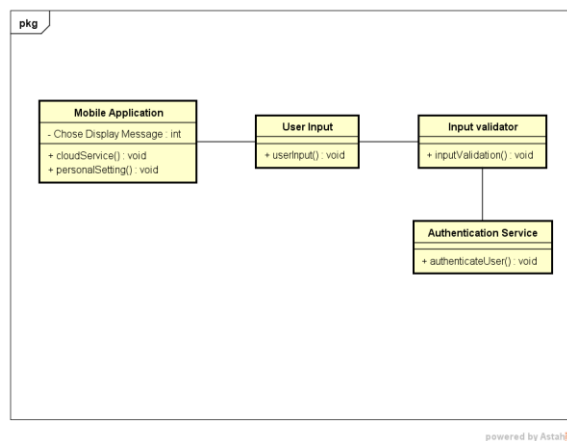 pkg
Mobile Application
- Chose Display Message : int
+ cloudService() : void
+ personalSetting() : void
User Input
+ userInput() : void
Input validator
+ inputValidation() : void
Authentication Service
+ authenticateUser() : void
powered by Astah